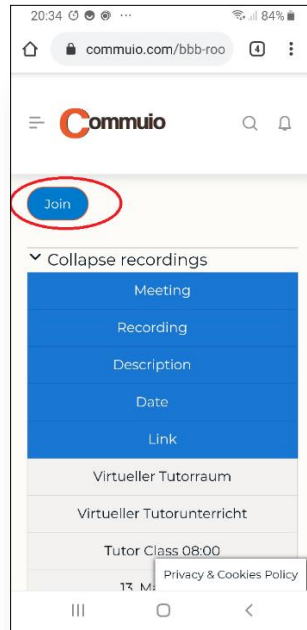 20:34 84%
commuio.com/bbb-roo 4
Commuio
Join
Collapse recordings
Meeting
Recording
Description
Date
Link
Virtueller Tutorraum
Virtueller Tutorunterricht
Tutor Class 08:00
13.
Privacy & Cookies Policy